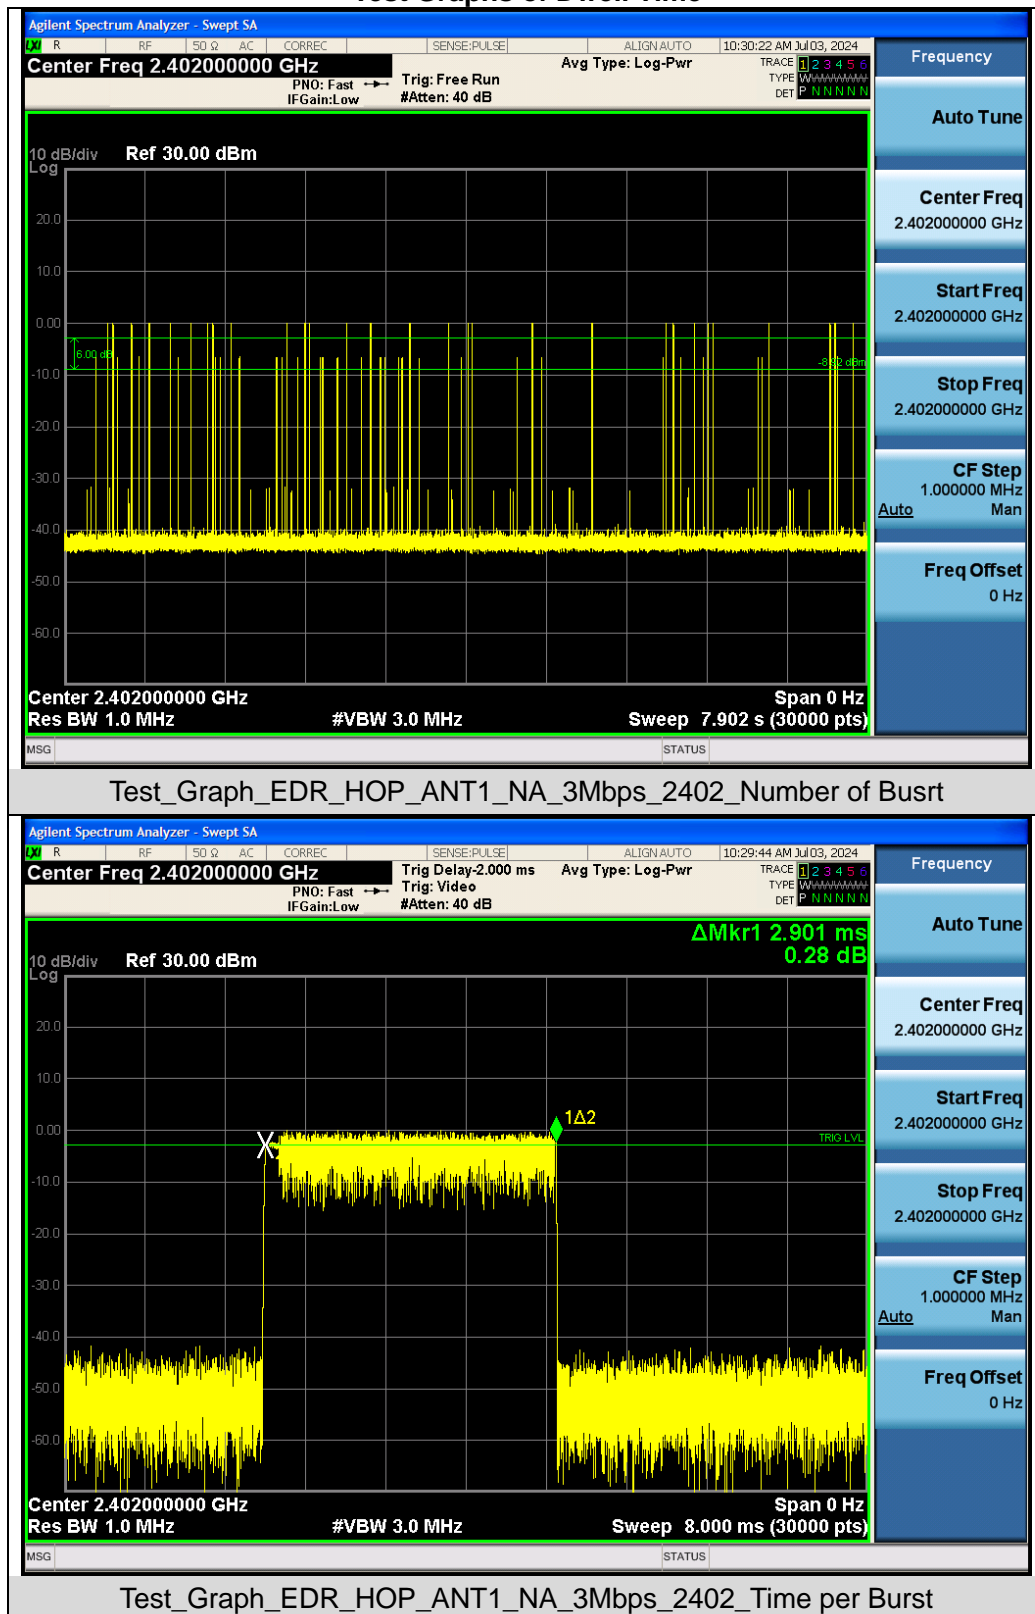 Test Graphs of Dwell Time
Agilent Spectrum Analyzer - Swept SA
LXI R RF 50 Ω AC CORREC SENSE:PULSE ALIGN AUTO 10:30:22 AM Jul 03, 2024
Center Freq 2.402000000 GHz
PNO: Fast
IFGain:Low
Trig: Free Run
#Atten: 40 dB
Avg Type: Log-Pwr
TRACE 1 2 3 4 5 6
TYPE W
DET P N N N N N
Frequency
Auto Tune
10 dB/div Ref 30.00 dBm
Log
Center Freq
2.402000000 GHz
20.0
10.0
Start Freq
2.402000000 GHz
0.00
6.00 dB
-8.92 dBm
-10.0
Stop Freq
2.402000000 GHz
-20.0
-30.0
CF Step
1.000000 MHz
Auto Man
-40.0
-50.0
Freq Offset
0 Hz
-60.0
Center 2.402000000 GHz Span 0 Hz
Res BW 1.0 MHz #VBW 3.0 MHz Sweep 7.902 s (30000 pts)
MSG STATUS
Test_Graph_EDR_HOP_ANT1_NA_3Mbps_2402_Number of Busrt
Agilent Spectrum Analyzer - Swept SA
LXI R RF 50 Ω AC CORREC SENSE:PULSE ALIGN AUTO 10:29:44 AM Jul 03, 2024
Center Freq 2.402000000 GHz
PNO: Fast
IFGain:Low
Trig Delay-2.000 ms
Trig: Video
#Atten: 40 dB
Avg Type: Log-Pwr
TRACE 1 2 3 4 5 6
TYPE W
DET P N N N N N
Frequency
Auto Tune
ΔMkr1 2.901 ms
0.28 dB
10 dB/div Ref 30.00 dBm
Log
Center Freq
2.402000000 GHz
20.0
10.0
Start Freq
2.402000000 GHz
1Δ2
0.00
TRIG LVL
-10.0
Stop Freq
2.402000000 GHz
-20.0
-30.0
CF Step
1.000000 MHz
Auto Man
-40.0
-50.0
Freq Offset
0 Hz
-60.0
Center 2.402000000 GHz Span 0 Hz
Res BW 1.0 MHz #VBW 3.0 MHz Sweep 8.000 ms (30000 pts)
MSG STATUS
Test_Graph_EDR_HOP_ANT1_NA_3Mbps_2402_Time per Burst